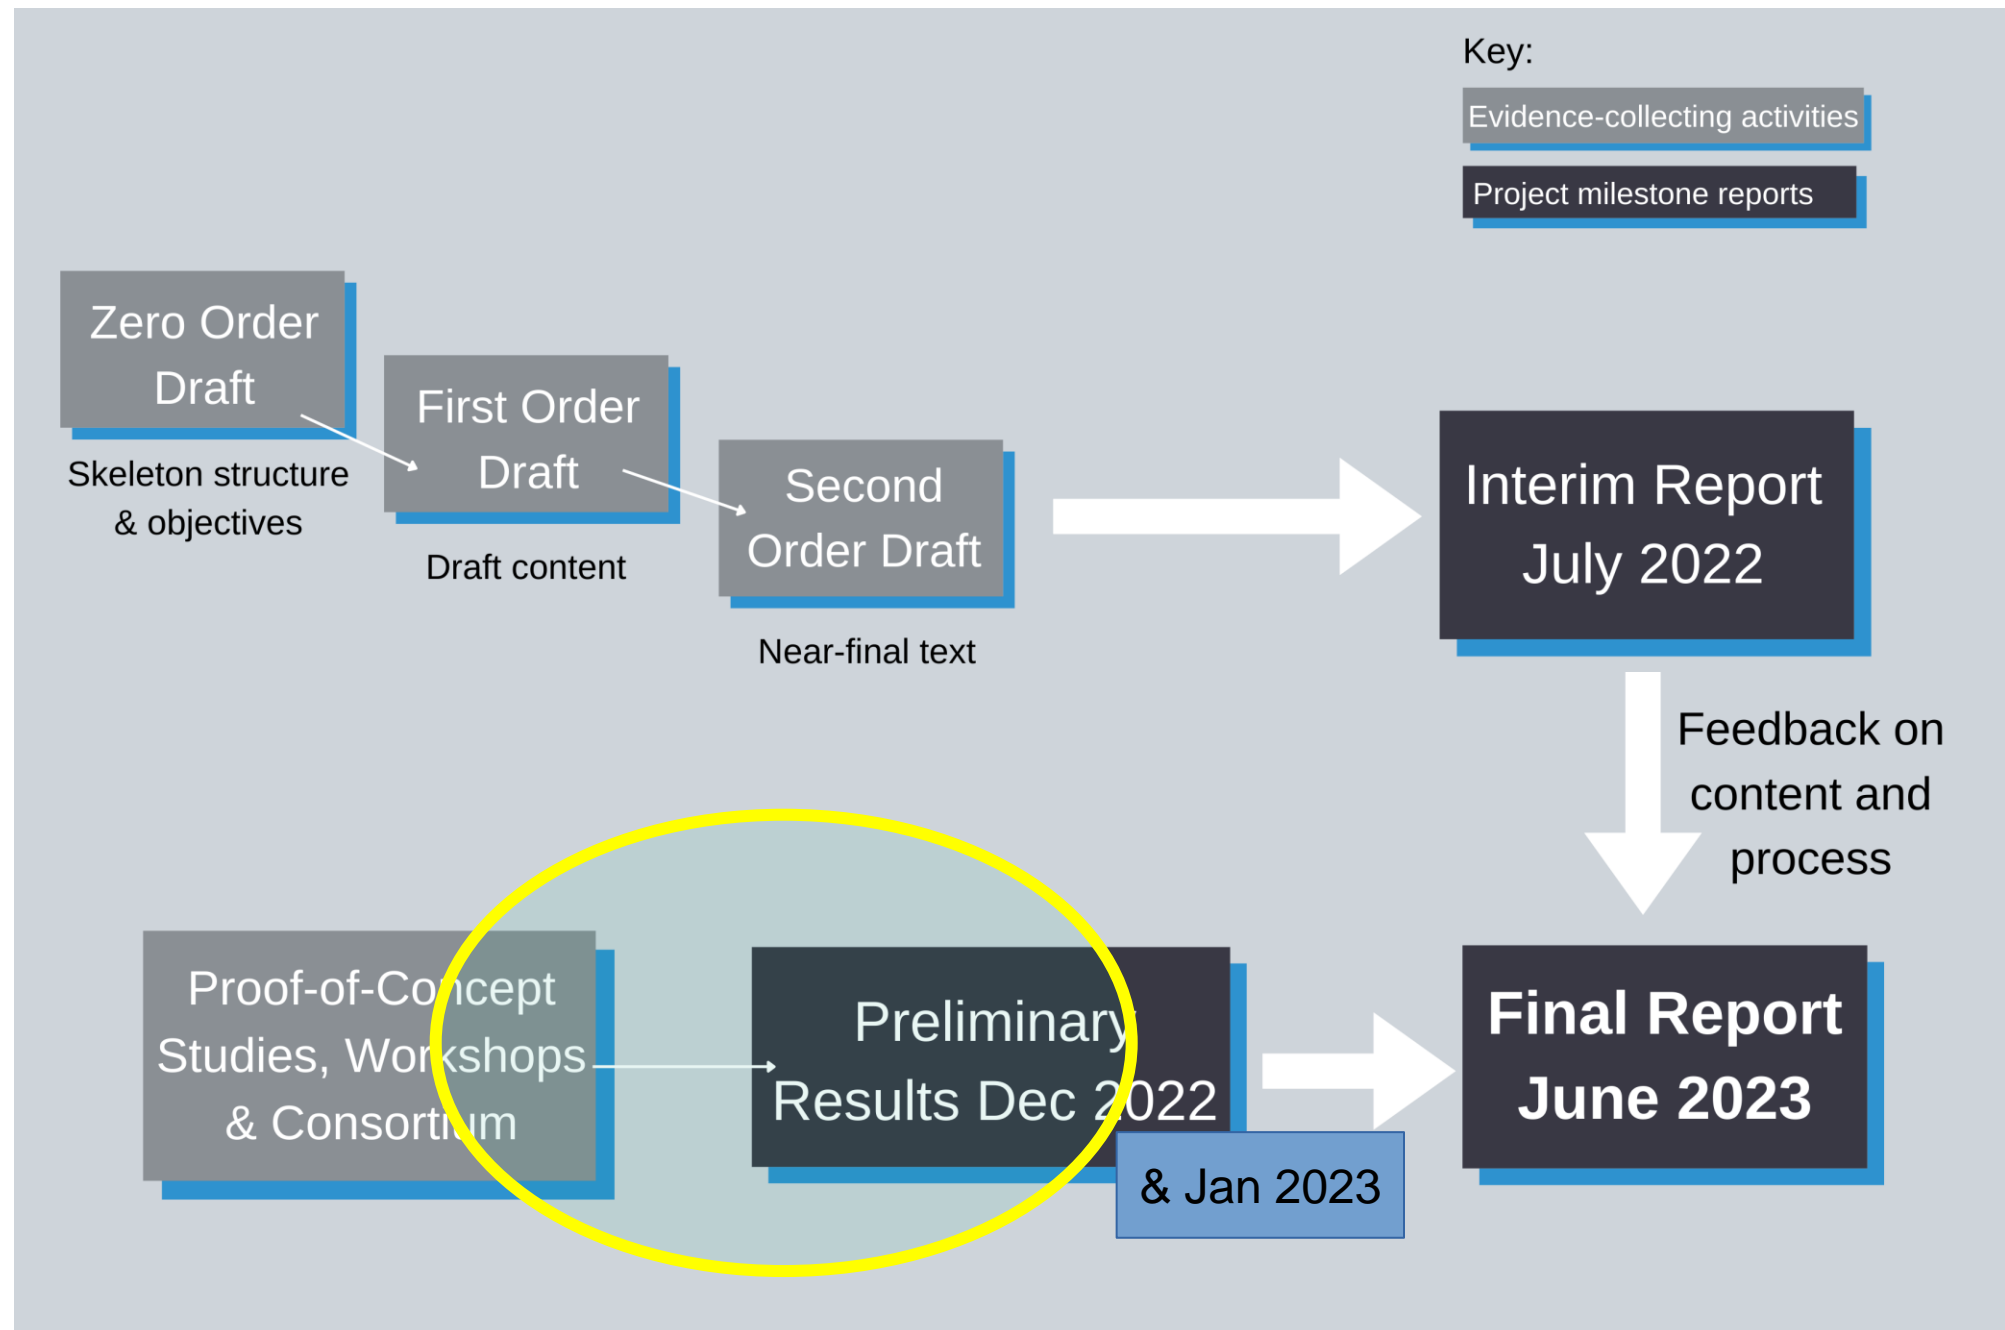 Key:
Evidence-collecting activities
Project milestone reports
Zero Order
Draft
Skeleton structure
& objectives
First Order
Draft
Draft content
Second
Order Draft
Near-final text
Interim Report
July 2022
Feedback on
content and
process
Proof-of-Concept
Studies, Workshops
& Consortium
Preliminary
Results Dec 2022
& Jan 2023
Final Report
June 2023